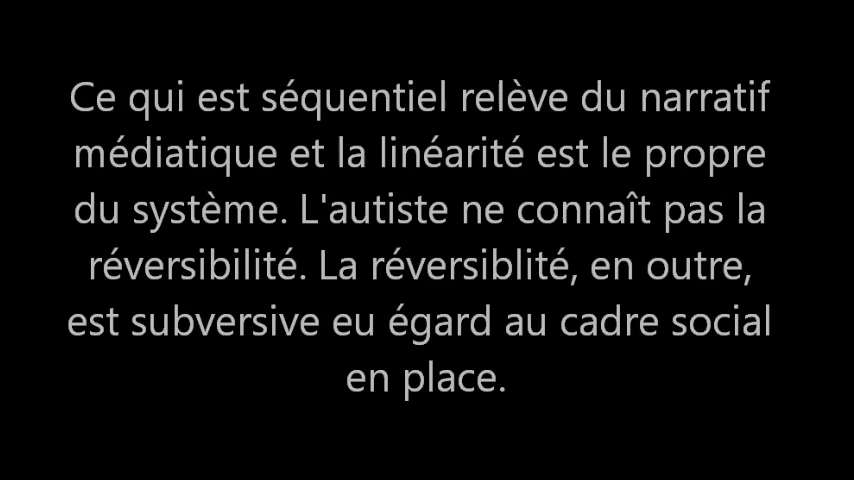 Ce qui est séquentiel relève du narratif
médiatique et la linéarité est le propre
du système. L'autiste ne connaît pas la
réversibilité. La réversiblité, en outre,
est subversive eu égard au cadre social
en place.